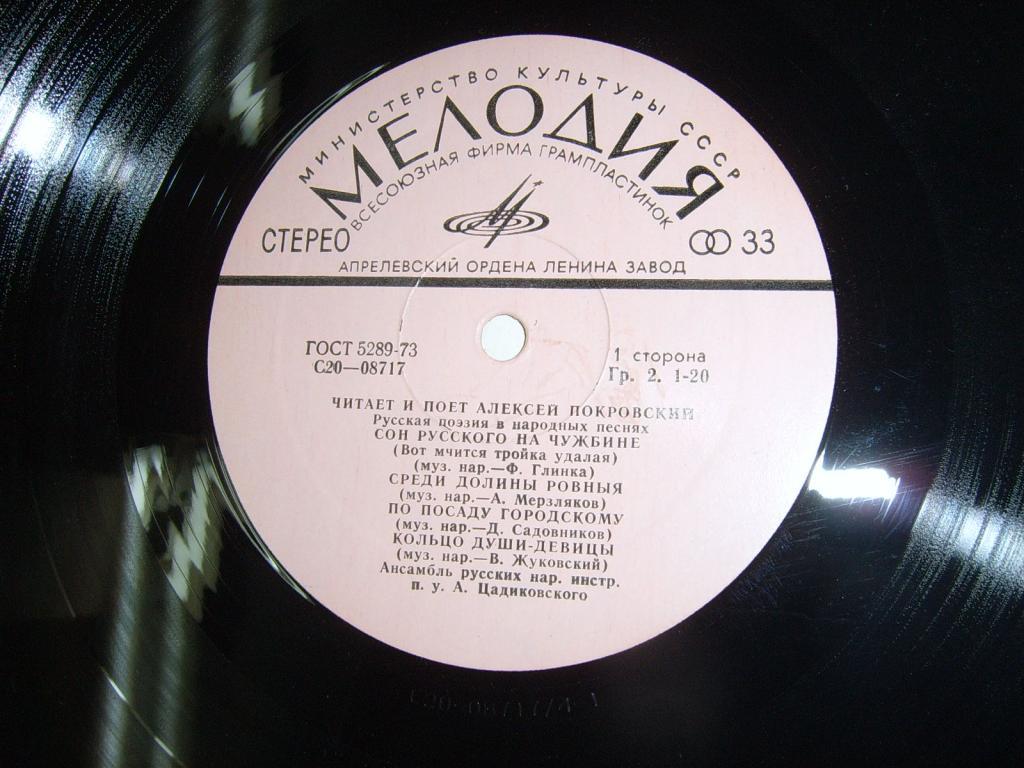 МИНИСТЕРСТВО КУЛЬТУРЫ СССР
МЕЛОДИЯ
ВСЕСОЮЗНАЯ ФИРМА ГРАМПЛАСТИНОК
СТЕРЕО
33
АПРЕЛЕВСКИЙ ОРДЕНА ЛЕНИНА ЗАВОД
ГОСТ 5289-73
С20—08717
1 сторона
Гр. 2. 1-20
ЧИТАЕТ И ПОЕТ АЛЕКСЕЙ ПОКРОВСКИЙ
Русская поэзия в народных песнях
СОН РУССКОГО НА ЧУЖБИНЕ
(Вот мчится тройка удалая)
(муз. нар.—Ф. Глинка)
СРЕДИ ДОЛИНЫ РОВНЫЯ
(муз. нар.—А. Мерзляков)
ПО ПОСАДУ ГОРОДСКОМУ
(муз. нар.—Д. Садовников)
КОЛЬЦО ДУШИ-ДЕВИЦЫ
(муз. нар.—В. Жуковский)
Ансамбль русских нар. инстр.
п. у. А. Цадиковского